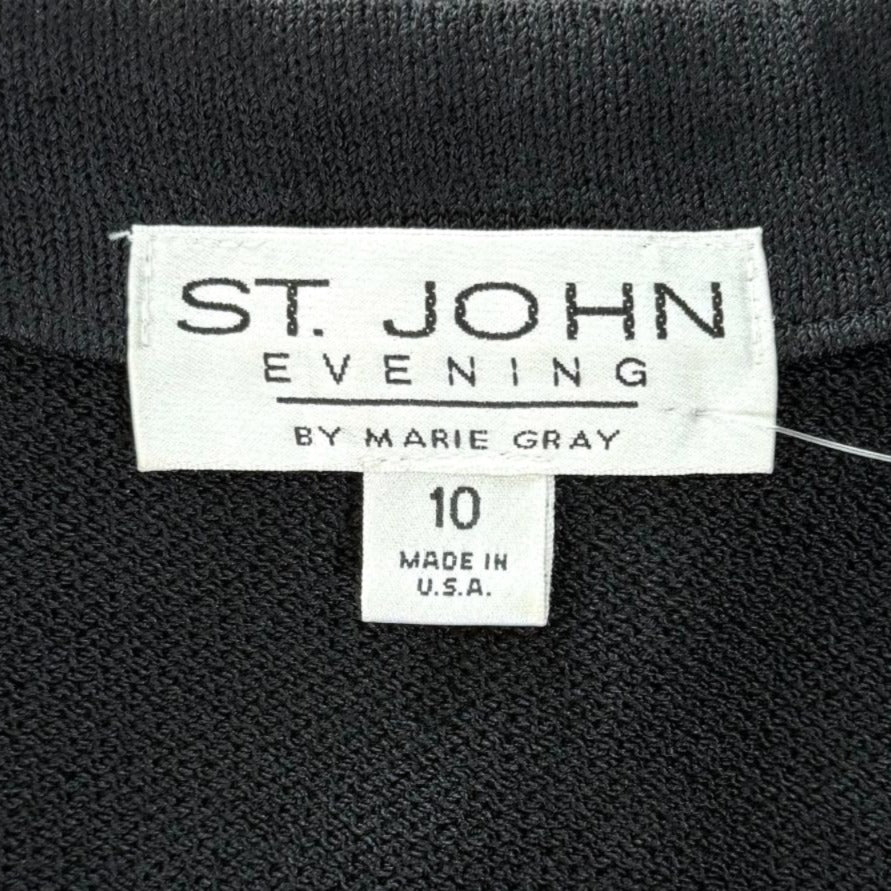 ST. JOHN
EVENING
BY MARIE GRAY
10
MADE IN
U.S.A.